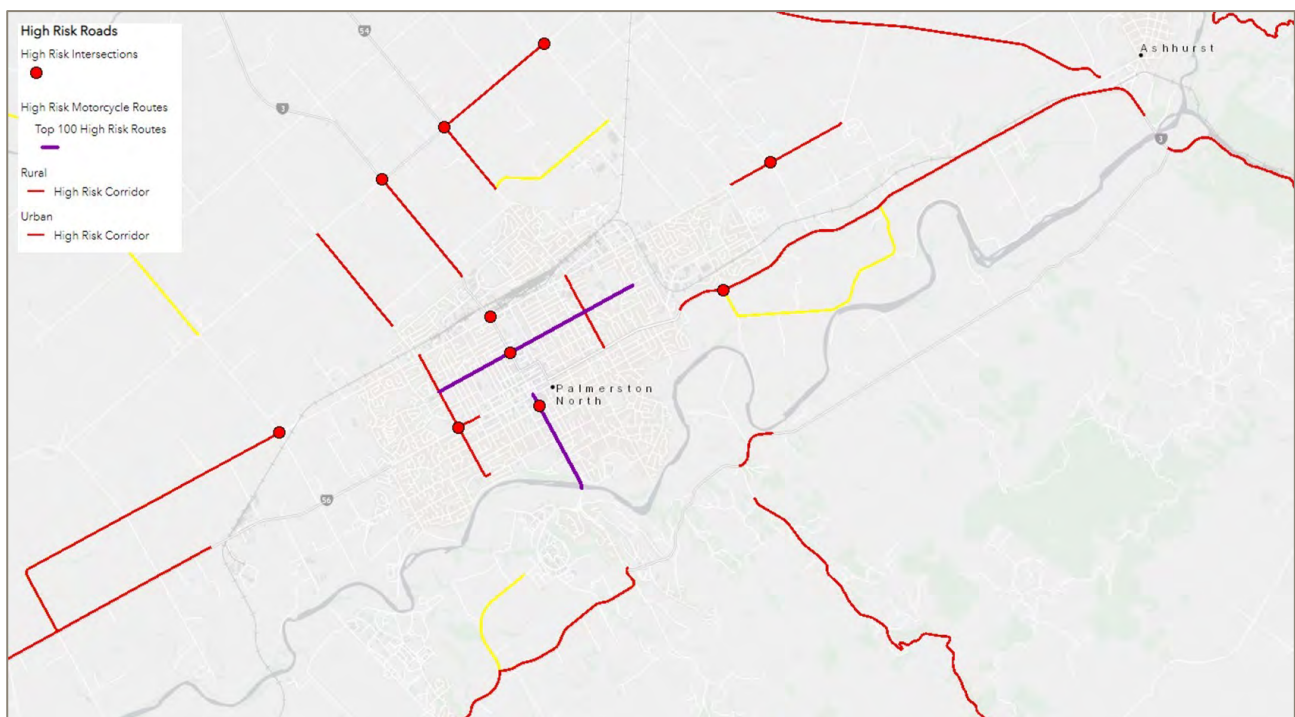 High Risk Roads
High Risk Intersections
High Risk Motorcycle Routes
Top 100 High Risk Routes
Rural
High Risk Corridor
Urban
High Risk Corridor
54
3
Ashhurst
3
Palmerston
North
56